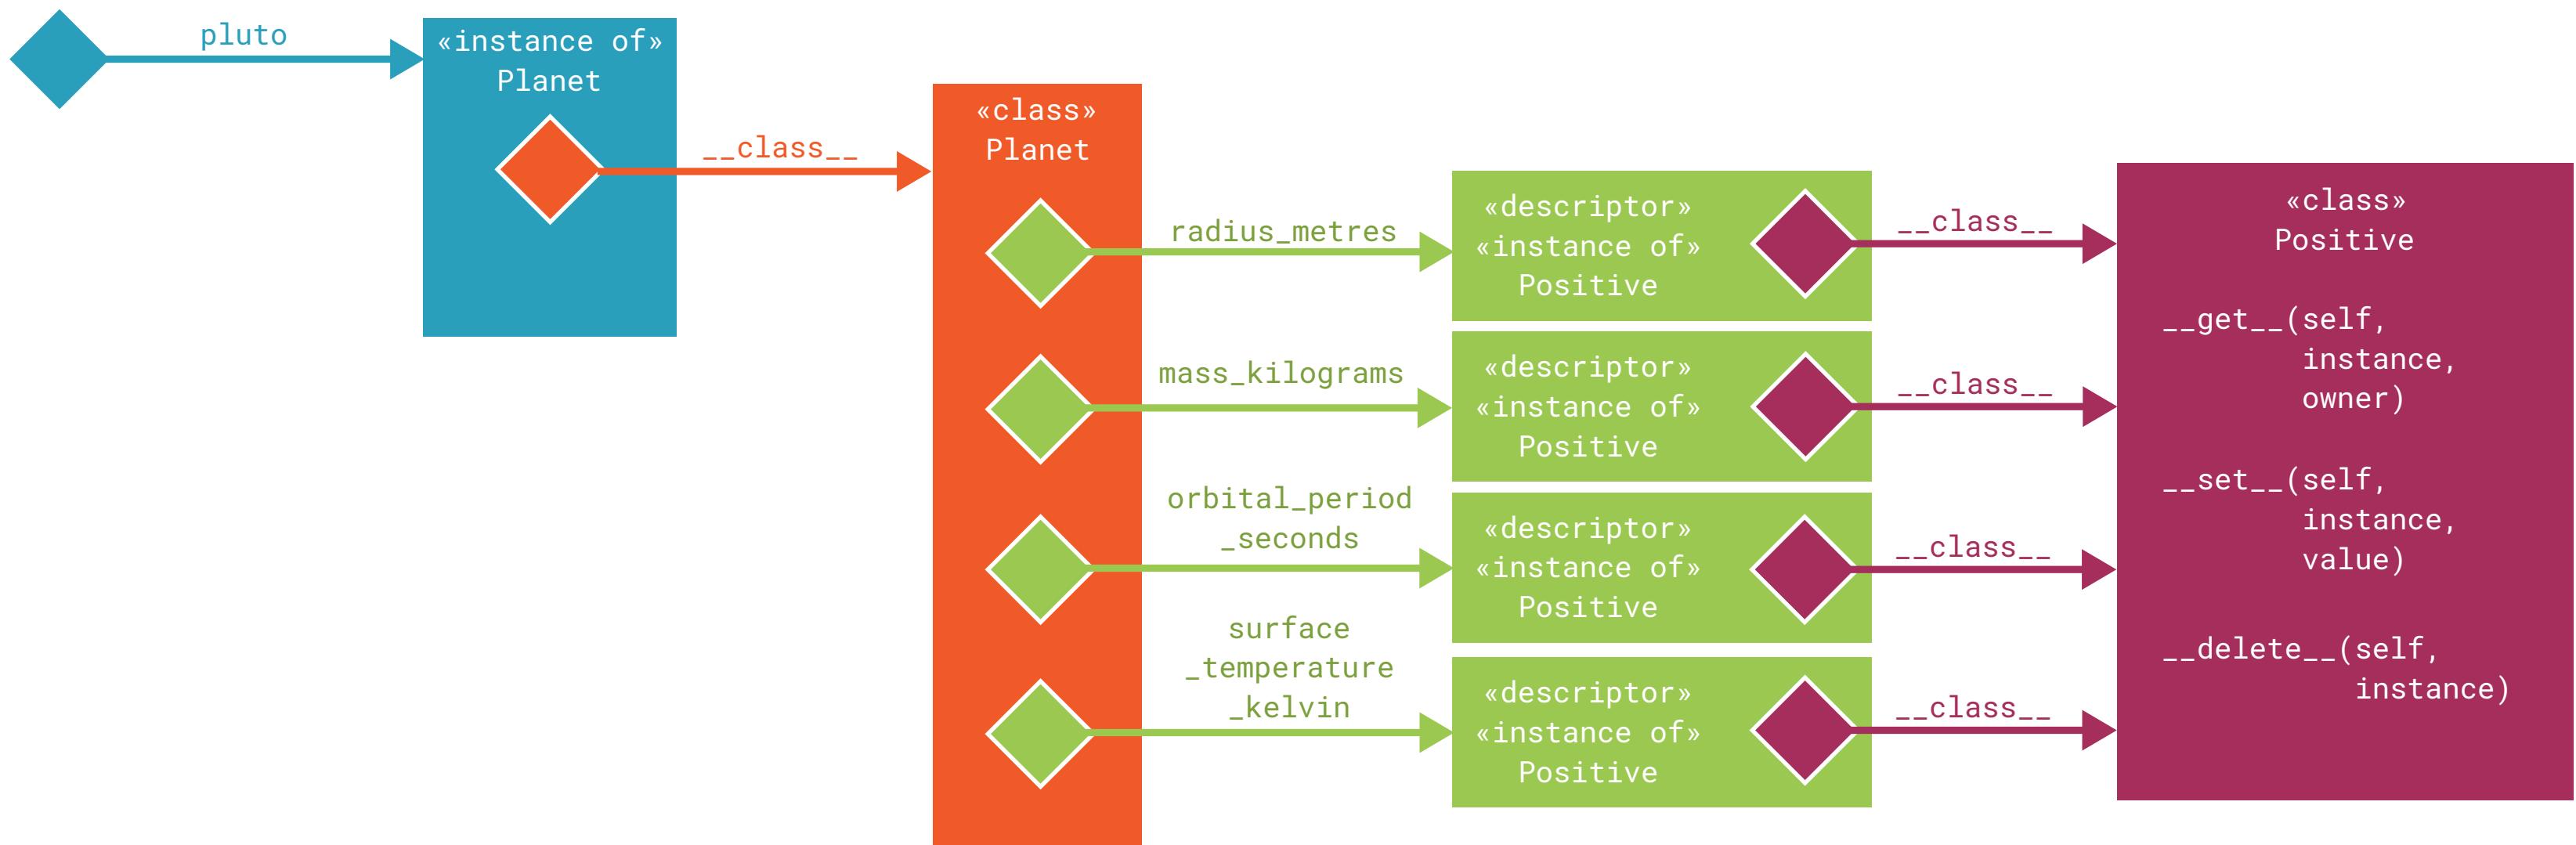 pluto
«instance of»
Planet
__class__
«class»
Planet
radius_metres
mass_kilograms
orbital_period
_seconds
surface
_temperature
_kelvin
«descriptor»
«instance of»
Positive
«descriptor»
«instance of»
Positive
«descriptor»
«instance of»
Positive
«descriptor»
«instance of»
Positive
__class__
__class__
__class__
__class__
«class»
Positive
__get__(self,
instance,
owner)
__set__(self,
instance,
value)
__delete__(self,
instance)